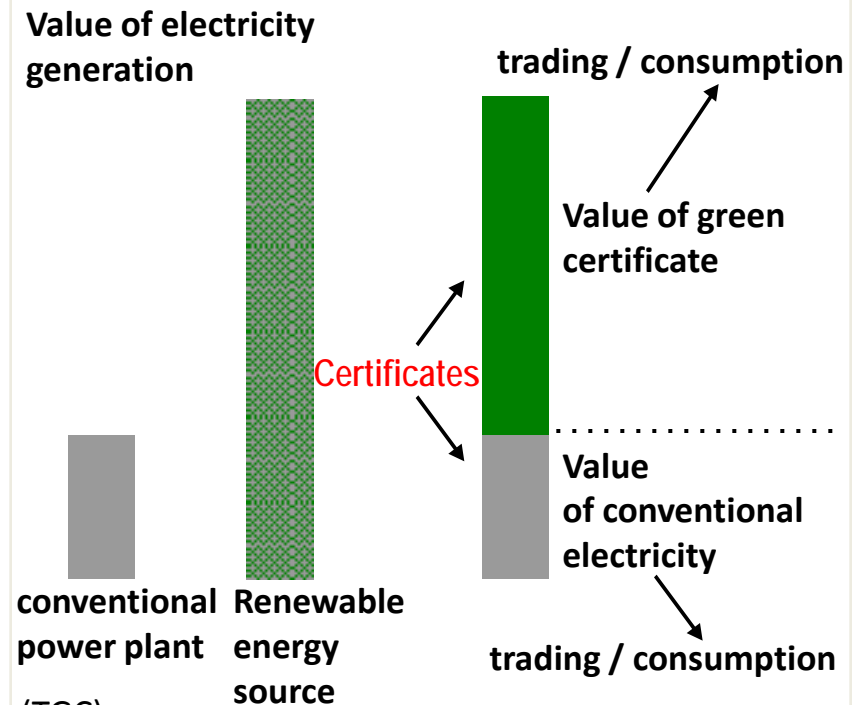 Value of electricity
generation
trading / consumption
Value of green
certificate
Certificates
Value
of conventional
electricity
conventional
power plant
Renewable
energy
source
trading / consumption